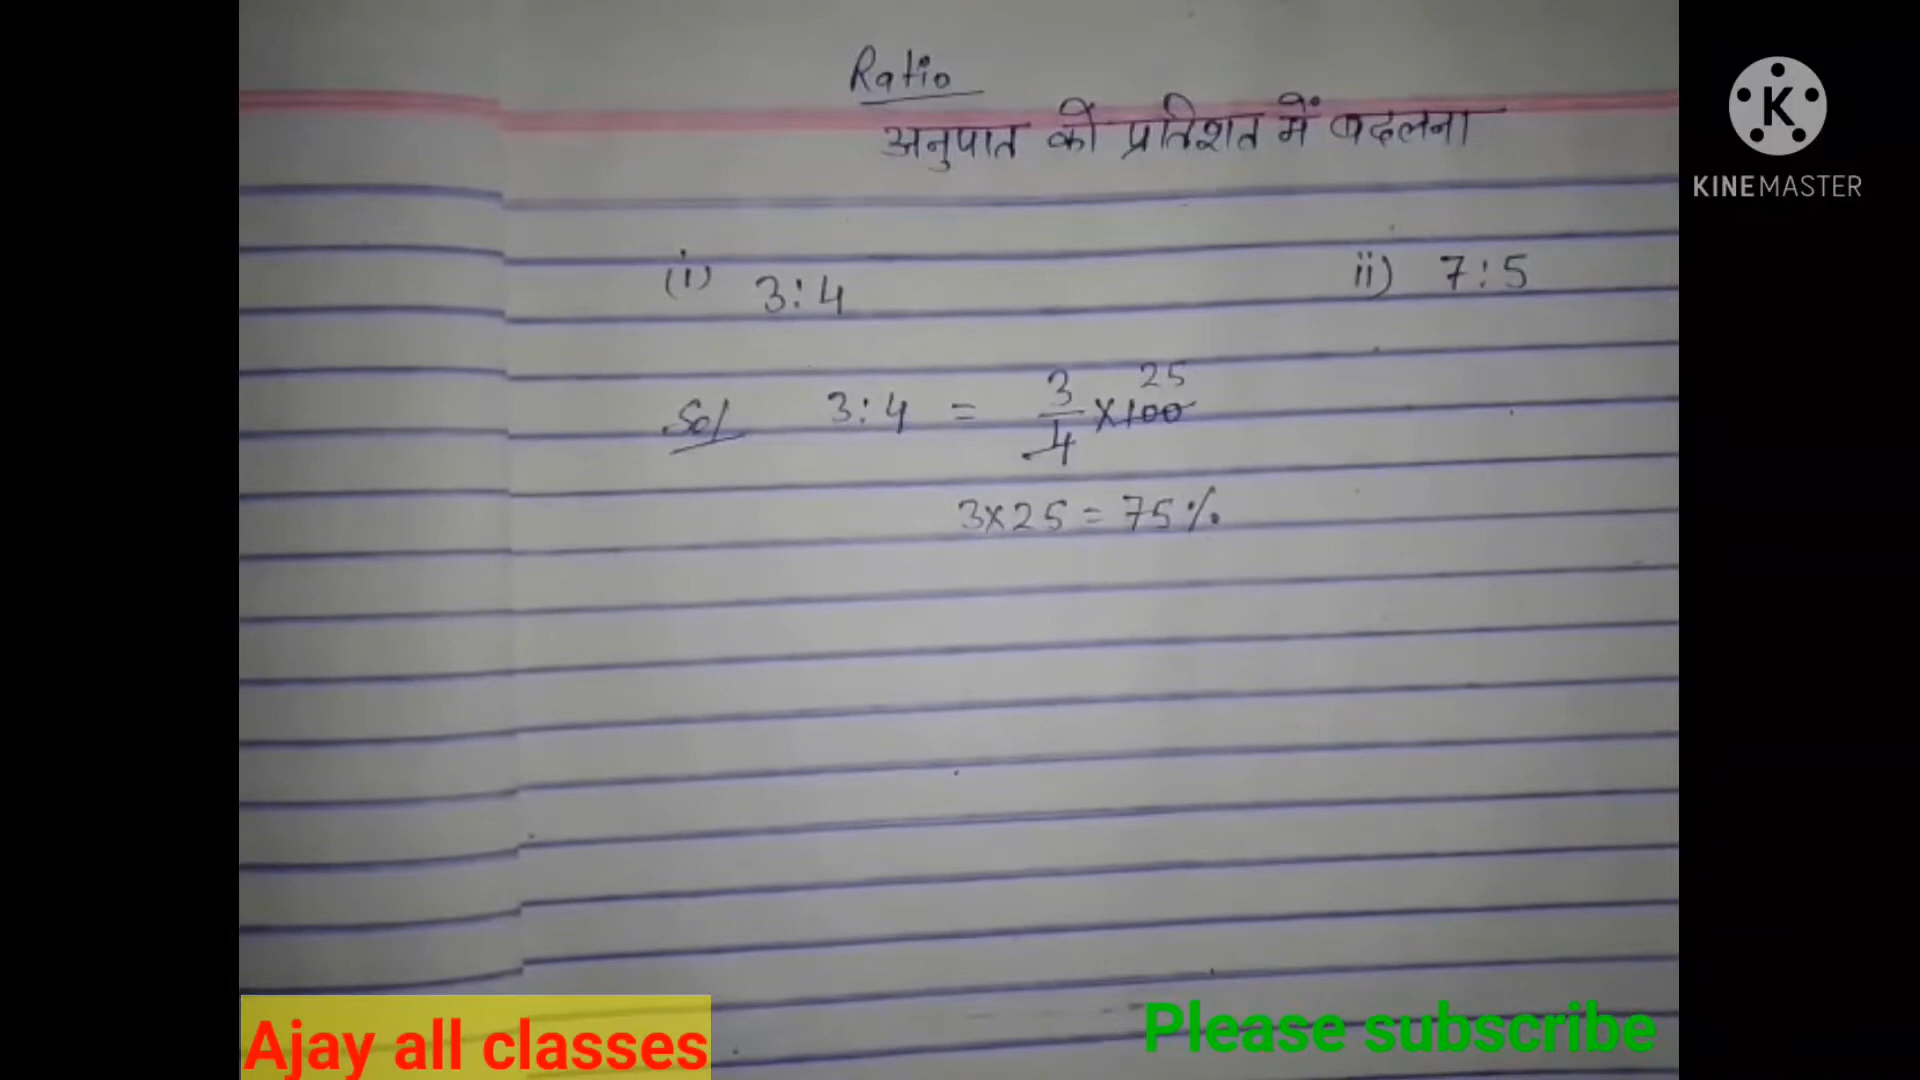 Ratio
अनुपात को प्रतिशत में बदलना
KINEMASTER
(i) 3:4
ii) 7:5
Sol 3:4 = 3/4 × 100 25
3×25 = 75%
Ajay all classes
Please subscribe